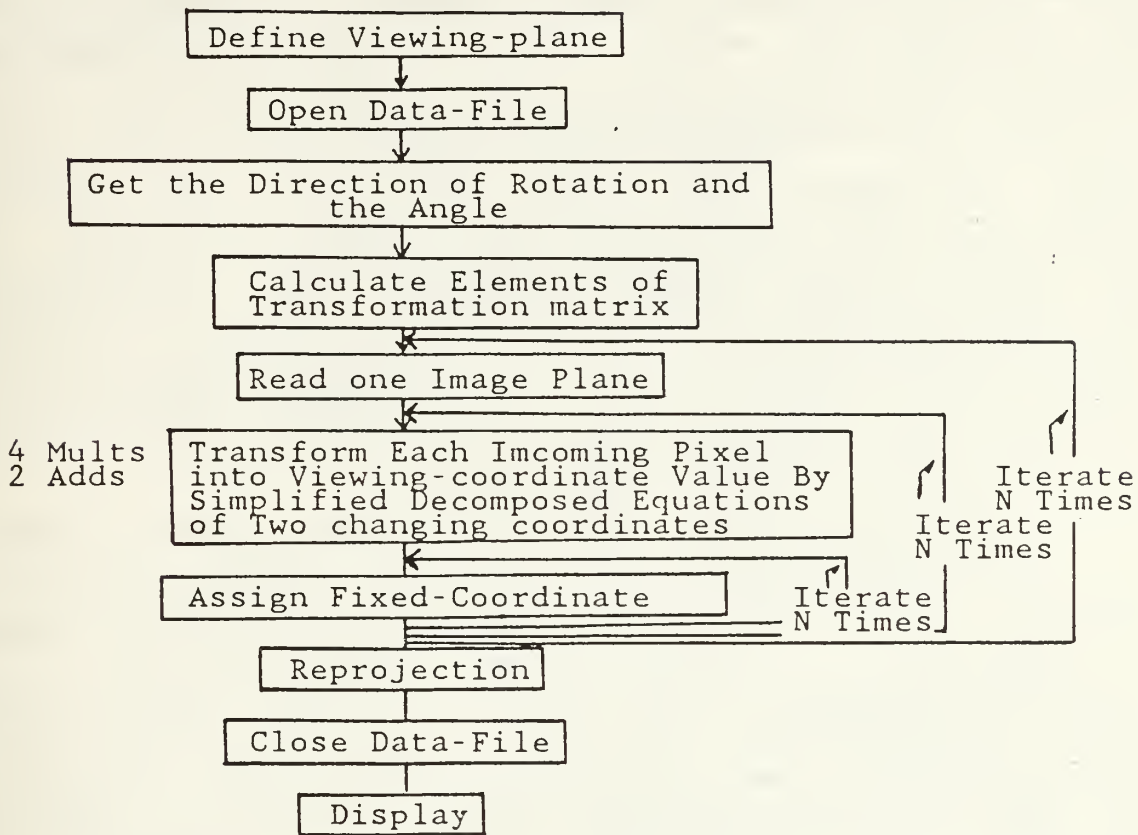 Define Viewing-plane
Open Data-File
Get the Direction of Rotation and
the Angle
Calculate Elements of
Transformation matrix
Read one Image Plane
4 Mults
2 Adds
Transform Each Imcoming Pixel
into Viewing-coordinate Value By
Simplified Decomposed Equations
of Two changing coordinates
Iterate
N Times
Iterate
N Times
Assign Fixed-Coordinate
Iterate
N Times
Reprojection
Close Data-File
Display